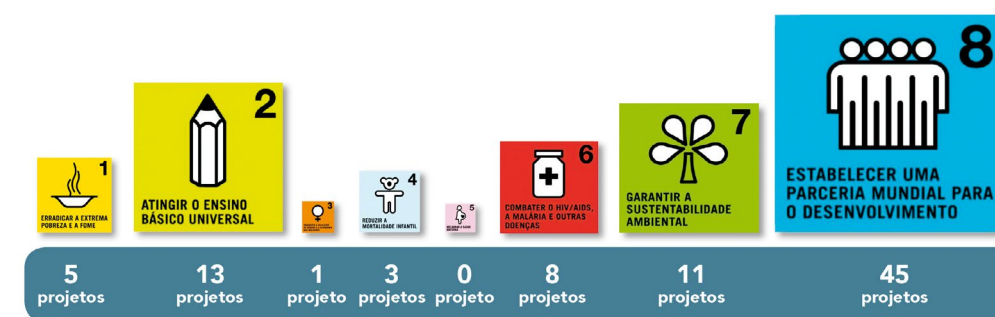 1
ERRADICAR A EXTREMA
POBREZA E A FOME
2
ATINGIR O ENSINO
BÁSICO UNIVERSAL
3
4
REDUZIR A
MORTALIDADE INFANTIL
5
6
COMBATER O HIV/AIDS,
A MALÁRIA E OUTRAS
DOENÇAS
7
GARANTIR A
SUSTENTABILIDADE
AMBIENTAL
8
ESTABELECER UMA
PARCERIA MUNDIAL PARA
O DESENVOLVIMENTO
5
projetos
13
projetos
1
projeto
3
projetos
0
projeto
8
projetos
11
projetos
45
projetos